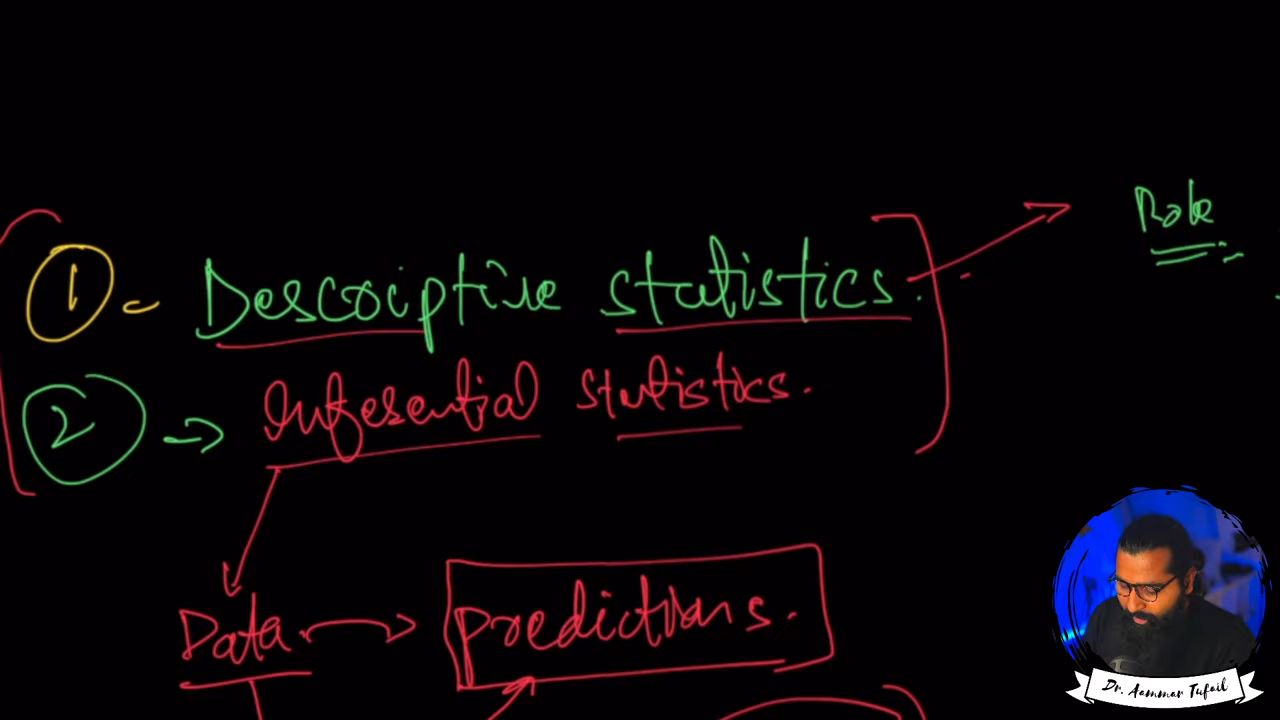 1 - Descriptive statistics.
Role
2 → Inferential statistics.
Data → predictions.
Dr. Aammar Tufail